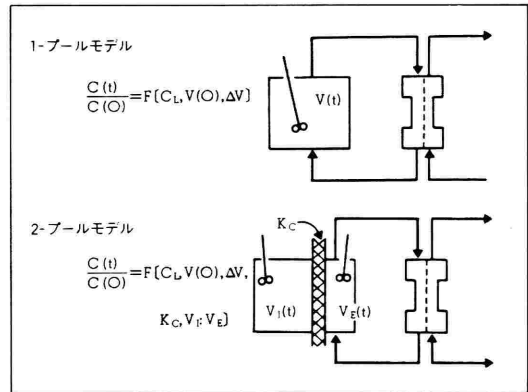 1-プールモデル
C(t)/C(O)=F[C_L,V(O),ΔV]
V(t)
2-プールモデル
K_C
C(t)/C(O)=F[C_L,V(O),ΔV,
K_C,V_I:V_E]
V_I(t)
V_E(t)